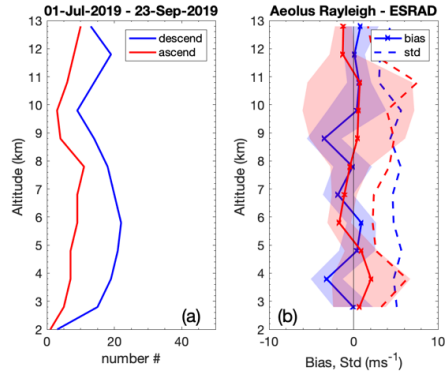 01-Jul-2019 - 23-Sep-2019
descend
ascend
13
12
11
10
9
8
7
6
5
4
3
2
Altitude (km)
0
20
40
number #
(a)
Aeolus Rayleigh - ESRAD
bias
std
13
12
11
10
9
8
7
6
5
4
3
2
Altitude (km)
-10
0
10
Bias, Std (ms⁻¹)
(b)